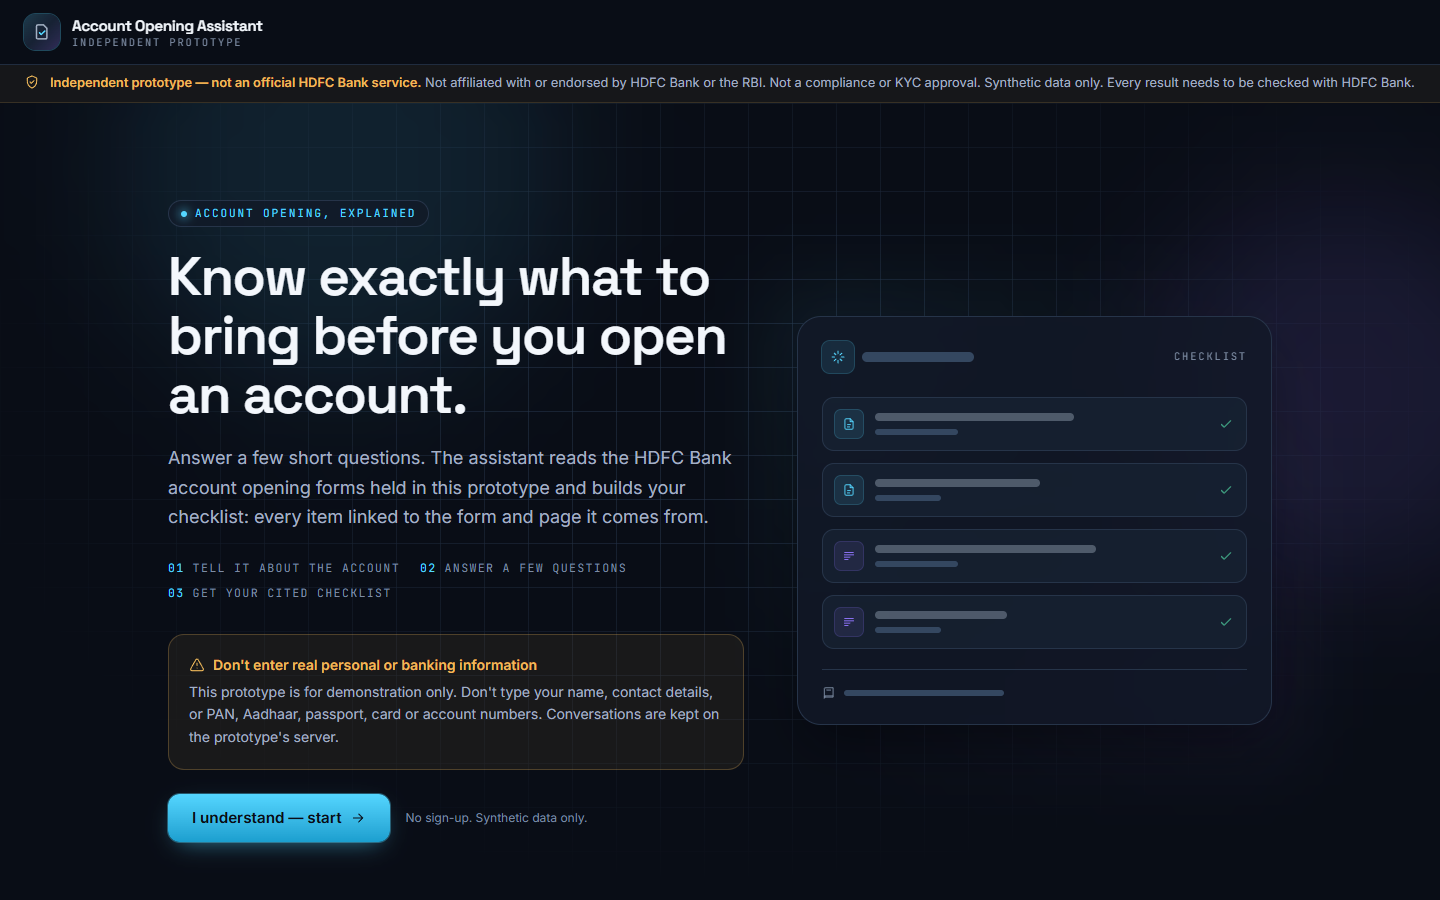 Account Opening Assistant
INDEPENDENT PROTOTYPE
Independent prototype — not an official HDFC Bank service. Not affiliated with or endorsed by HDFC Bank or the RBI. Not a compliance or KYC approval. Synthetic data only. Every result needs to be checked with HDFC Bank.
ACCOUNT OPENING, EXPLAINED
Know exactly what to
bring before you open
an account.
Answer a few short questions. The assistant reads the HDFC Bank
account opening forms held in this prototype and builds your
checklist: every item linked to the form and page it comes from.
01 TELL IT ABOUT THE ACCOUNT 02 ANSWER A FEW QUESTIONS
03 GET YOUR CITED CHECKLIST
Don't enter real personal or banking information
This prototype is for demonstration only. Don't type your name, contact details,
or PAN, Aadhaar, passport, card or account numbers. Conversations are kept on
the prototype's server.
I understand — start →
No sign-up. Synthetic data only.
CHECKLIST